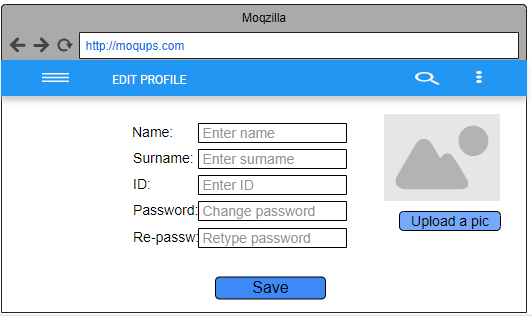 Moqzilla
http://moqups.com
EDIT PROFILE
Name: Enter name
Surname: Enter surname
ID: Enter ID
Password: Change password
Re-passw: Retype password
Upload a pic
Save